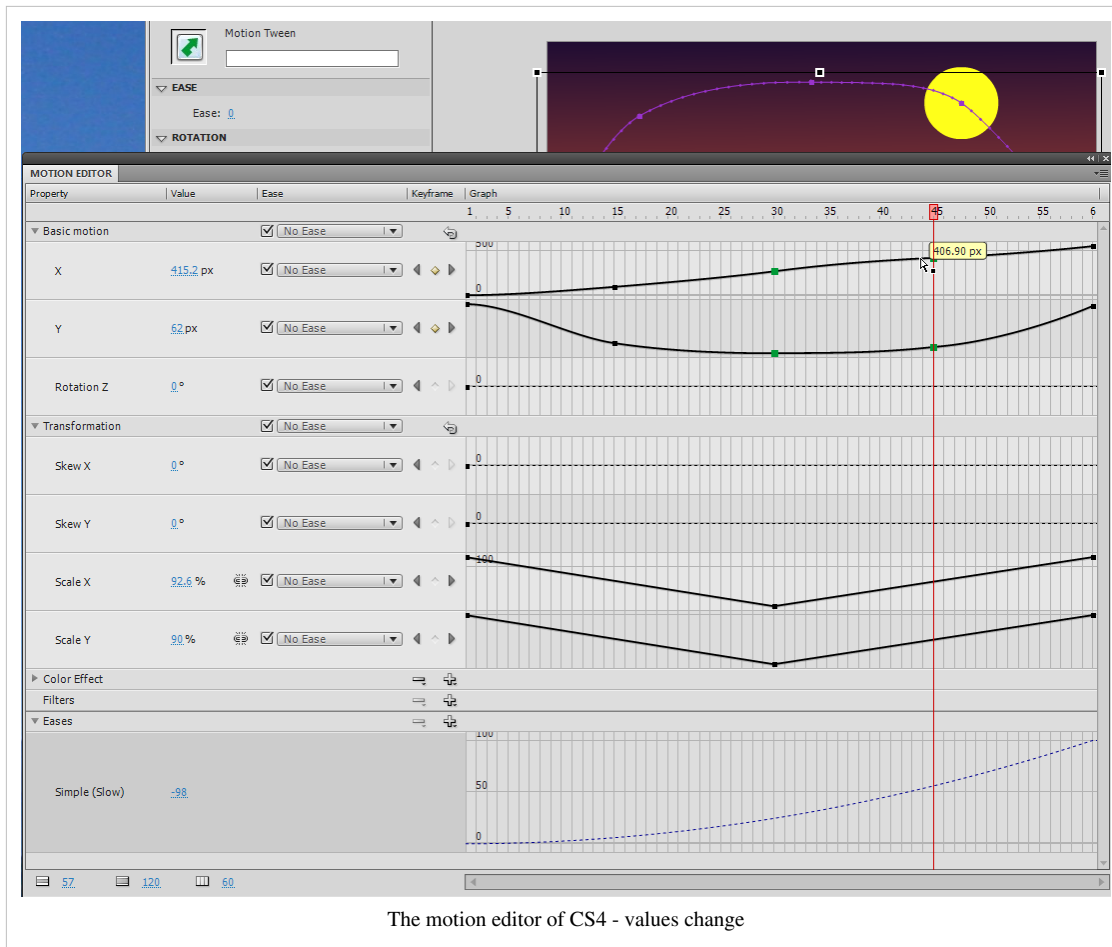 Motion Tween
EASE
Ease: 0
ROTATION
MOTION EDITOR
Property Value Ease Keyframe Graph
1 5 10 15 20 25 30 35 40 45 50 55 6
Basic motion No Ease
X 415.2 px No Ease 500 0 406.90 px
Y 62 px No Ease
Rotation Z 0 ° No Ease 0
Transformation No Ease
Skew X 0 ° No Ease 0
Skew Y 0 ° No Ease 0
Scale X 92.6 % No Ease 100
Scale Y 90 % No Ease
Color Effect
Filters
Eases
100
50
Simple (Slow) -98
0
57 120 60
The motion editor of CS4 - values change